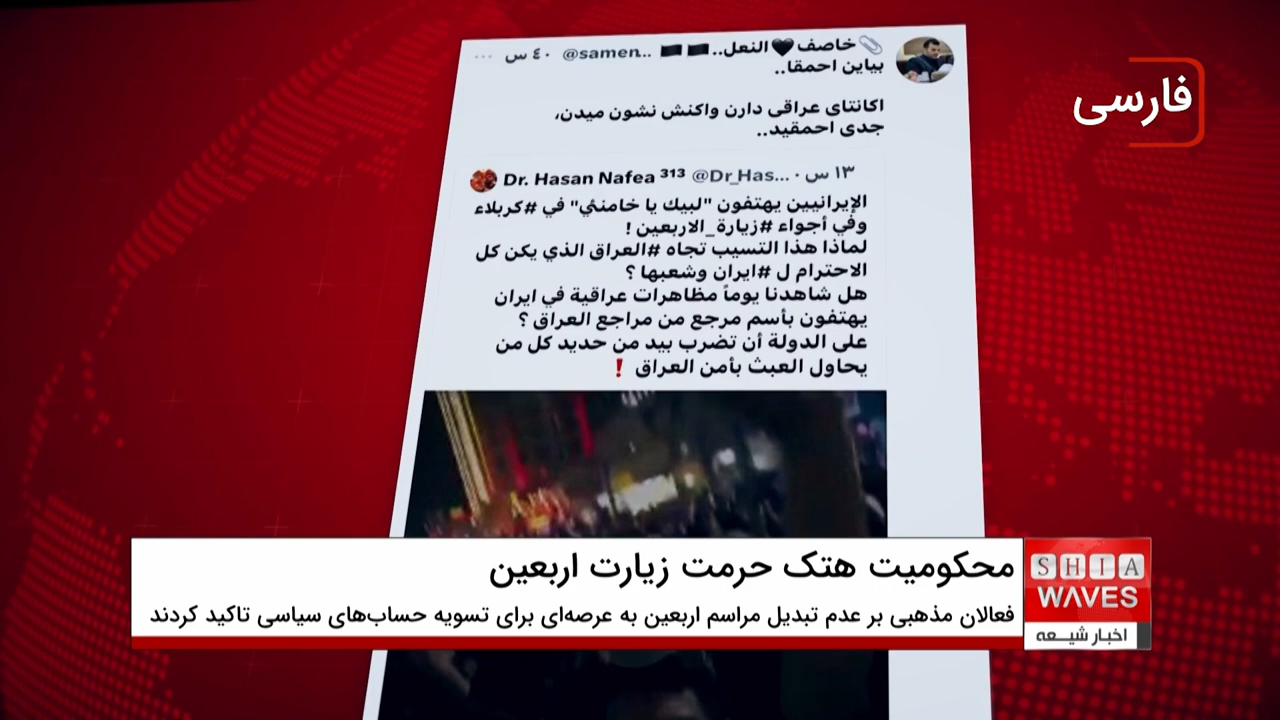 خاصف🖤النعل.. 🏴🏴 @samen... ٤٠ س
بیاین احمقا..
اکانتای عراقی دارن واکنش نشون میدن،
جدی احمقید..
Dr. Hasan Nafea ³¹³ @Dr_Has... · ١٣ س
الإيرانيين يهتفون "لبيك يا خامنئي" في #كربلاء
وفي أجواء #زيارة_الاربعين !
لماذا هذا التسيب تجاه #العراق الذي يكن كل
الاحترام ل #ايران وشعبها ؟
هل شاهدنا يوماً مظاهرات عراقية في ايران
يهتفون بأسم مرجع من مراجع العراق ؟
على الدولة أن تضرب بيد من حديد كل من
يحاول العبث بأمن العراق ❗
فارسی
محکومیت هتک حرمت زیارت اربعین
فعالان مذهبی بر عدم تبدیل مراسم اربعین به عرصه‌ای برای تسویه حساب‌های سیاسی تاکید کردند
SHIA
WAVES
اخبار شیـعه